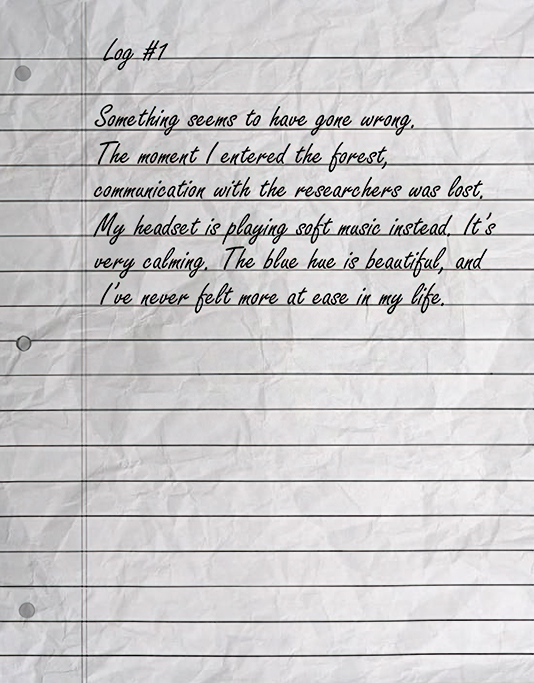 Log #1
Something seems to have gone wrong.
The moment I entered the forest,
communication with the researchers was lost.
My headset is playing soft music instead. It's
very calming. The blue hue is beautiful, and
I've never felt more at ease in my life.